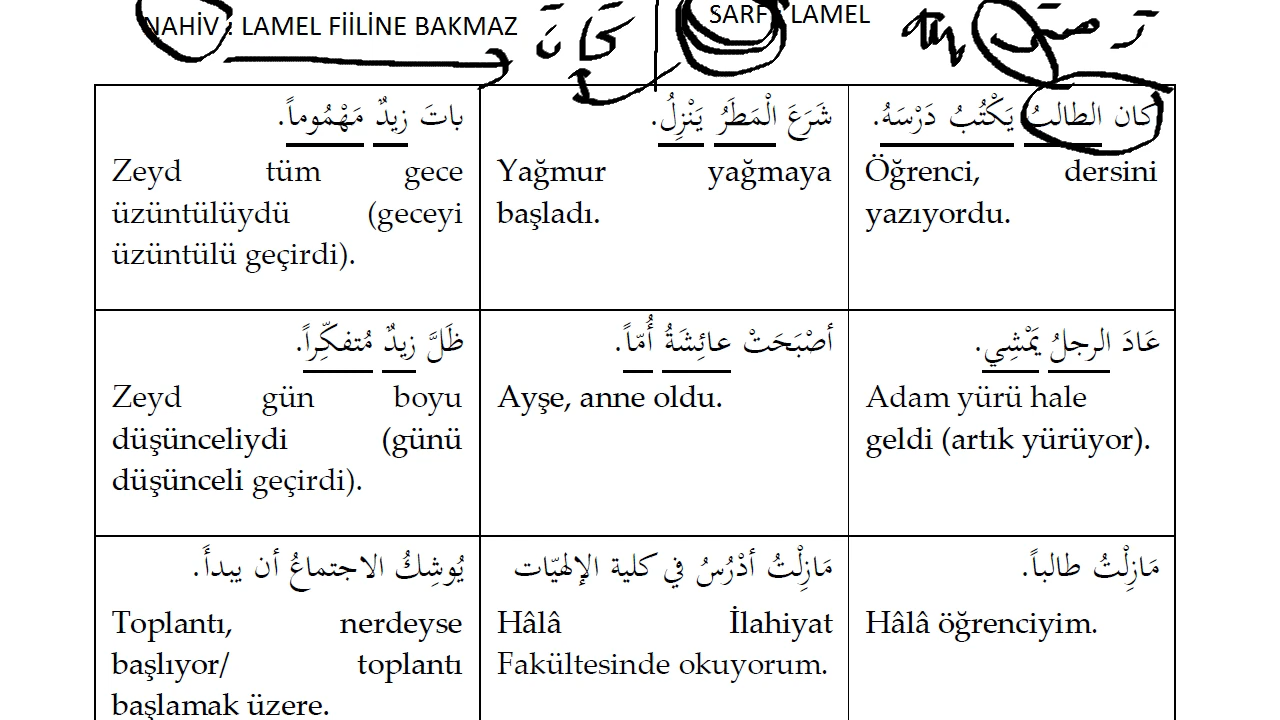 NAHİV : LAMEL FİİLİNE BAKMAZ
SARF : LAMEL
باتَ زيدٌ مَهْمُوماً.
Zeyd tüm gece
üzüntülüydü (geceyi
üzüntülü geçirdi).
شَرَعَ الْمَطَرُ يَنْزِلُ.
Yağmur yağmaya
başladı.
كان الطالبُ يَكْتُبُ دَرْسَهُ.
Öğrenci, dersini
yazıyordu.
ظَلَّ زيدٌ مُتفكِّراً.
Zeyd gün boyu
düşünceliydi (günü
düşünceli geçirdi).
أصْبَحَتْ عائِشَةُ أُمّاً.
Ayşe, anne oldu.
عَادَ الرجلُ يَمْشِي.
Adam yürü hale
geldi (artık yürüyor).
يُوشِكُ الاجتماعُ أن يبدأَ.
Toplantı, nerdeyse
başlıyor/ toplantı
başlamak üzere.
مَازِلْتُ أدْرُسُ في كلية الإلهيّات
Hâlâ İlahiyat
Fakültesinde okuyorum.
مَازِلْتُ طالباً.
Hâlâ öğrenciyim.